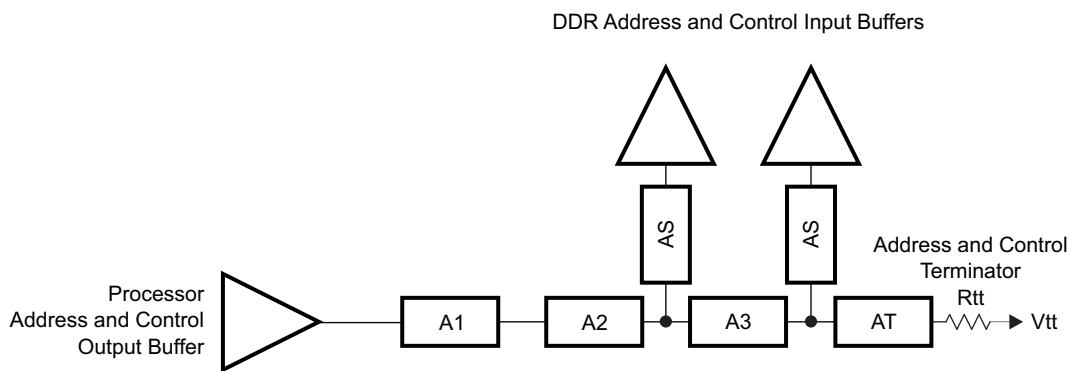 DDR Address and Control Input Buffers
AS
AS
Address and Control
Terminator
Rtt
Processor
Address and Control
Output Buffer
A1
A2
A3
AT
Vtt